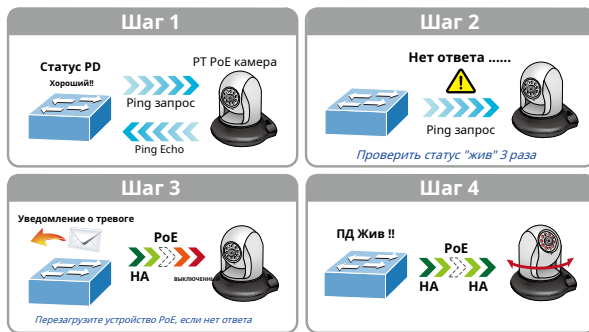 Шаг 1
Статус PD
Хороший!!
PT PoE камера
Ping запрос
Ping Echo
Шаг 2
Нет ответа ......
Ping запрос
Проверить статус "жив" 3 раза
Шаг 3
Уведомление о тревоге
PoE
НА
выключенный
Перезагрузите устройство PoE, если нет ответа
Шаг 4
ПД Жив !!
PoE
НА НА